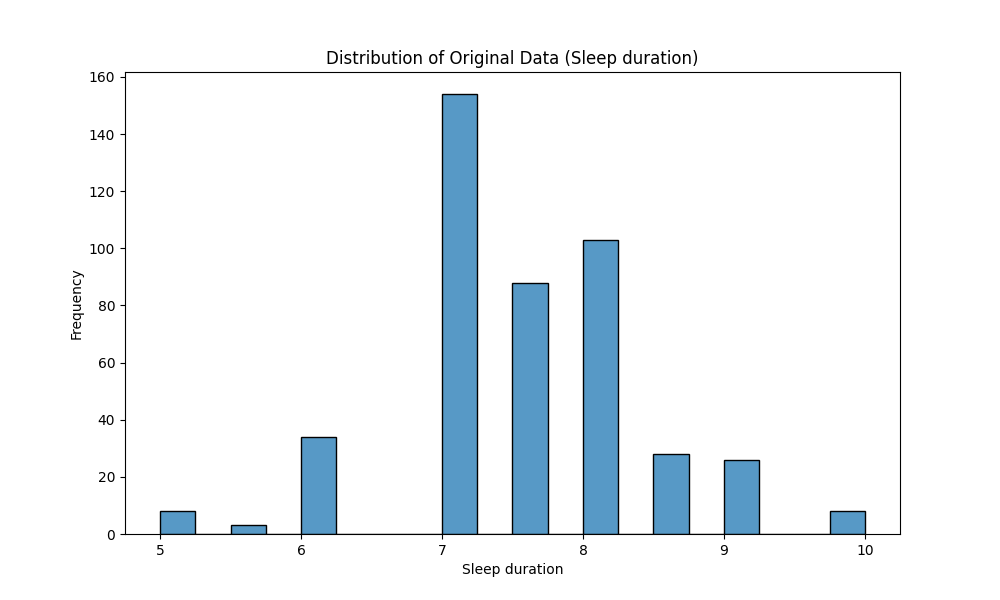 Distribution of Original Data (Sleep duration)
160
140
120
100
80
60
40
20
0
Frequency
5 6 7 8 9 10
Sleep duration